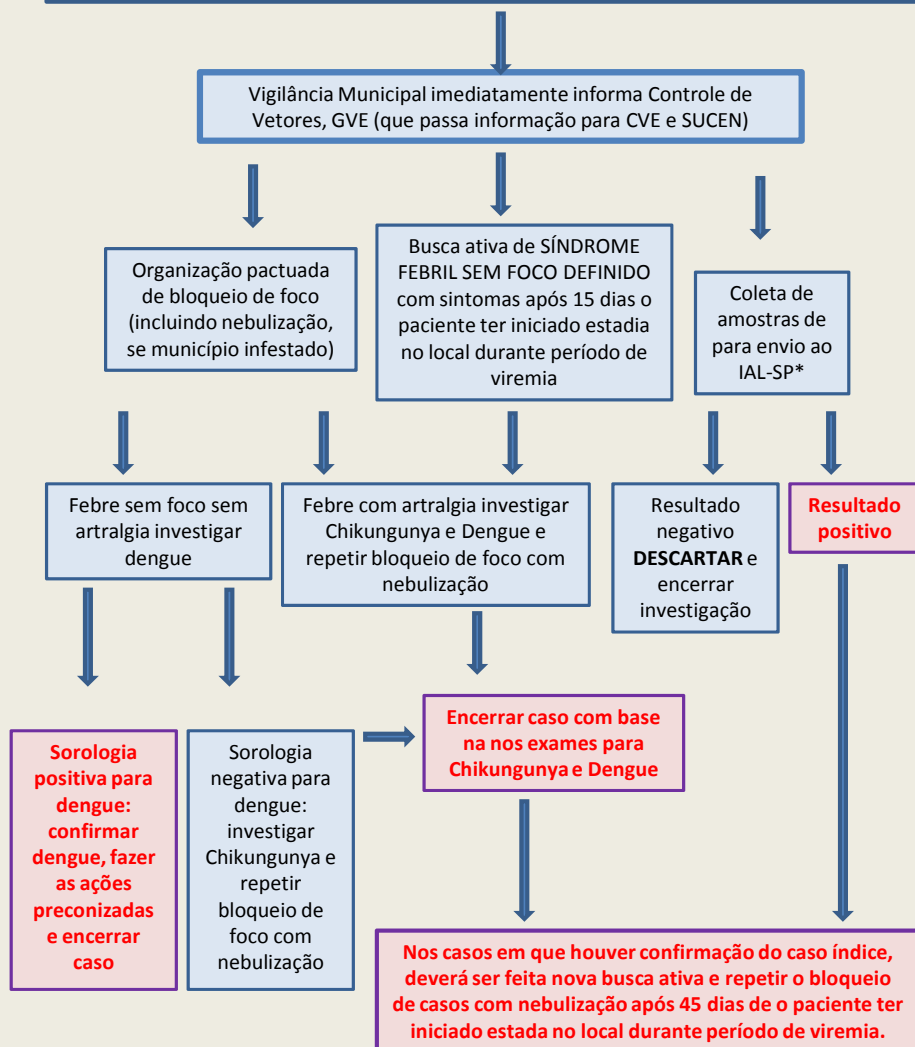 Vigilância Municipal imediatamente informa Controle de
Vetores, GVE (que passa informação para CVE e SUCEN)
Organização pactuada
de bloqueio de foco
(incluindo nebulização,
se município infestado)
Busca ativa de SÍNDROME
FEBRIL SEM FOCO DEFINIDO
com sintomas após 15 dias o
paciente ter iniciado estadia
no local durante período de
viremia
Coleta de
amostras de
para envio ao
IAL-SP*
Febre sem foco sem
artralgia investigar
dengue
Febre com artralgia investigar
Chikungunya e Dengue e
repetir bloqueio de foco com
nebulização
Resultado
negativo
DESCARTAR e
encerrar
investigação
Resultado
positivo
Sorologia
positiva para
dengue:
confirmar
dengue, fazer
as ações
preconizadas
e encerrar
caso
Sorologia
negativa para
dengue:
investigar
Chikungunya e
repetir
bloqueio de
foco com
nebulização
Encerrar caso com base
na nos exames para
Chikungunya e Dengue
Nos casos em que houver confirmação do caso índice,
deverá ser feita nova busca ativa e repetir o bloqueio
de casos com nebulização após 45 dias de o paciente ter
iniciado estada no local durante período de viremia.